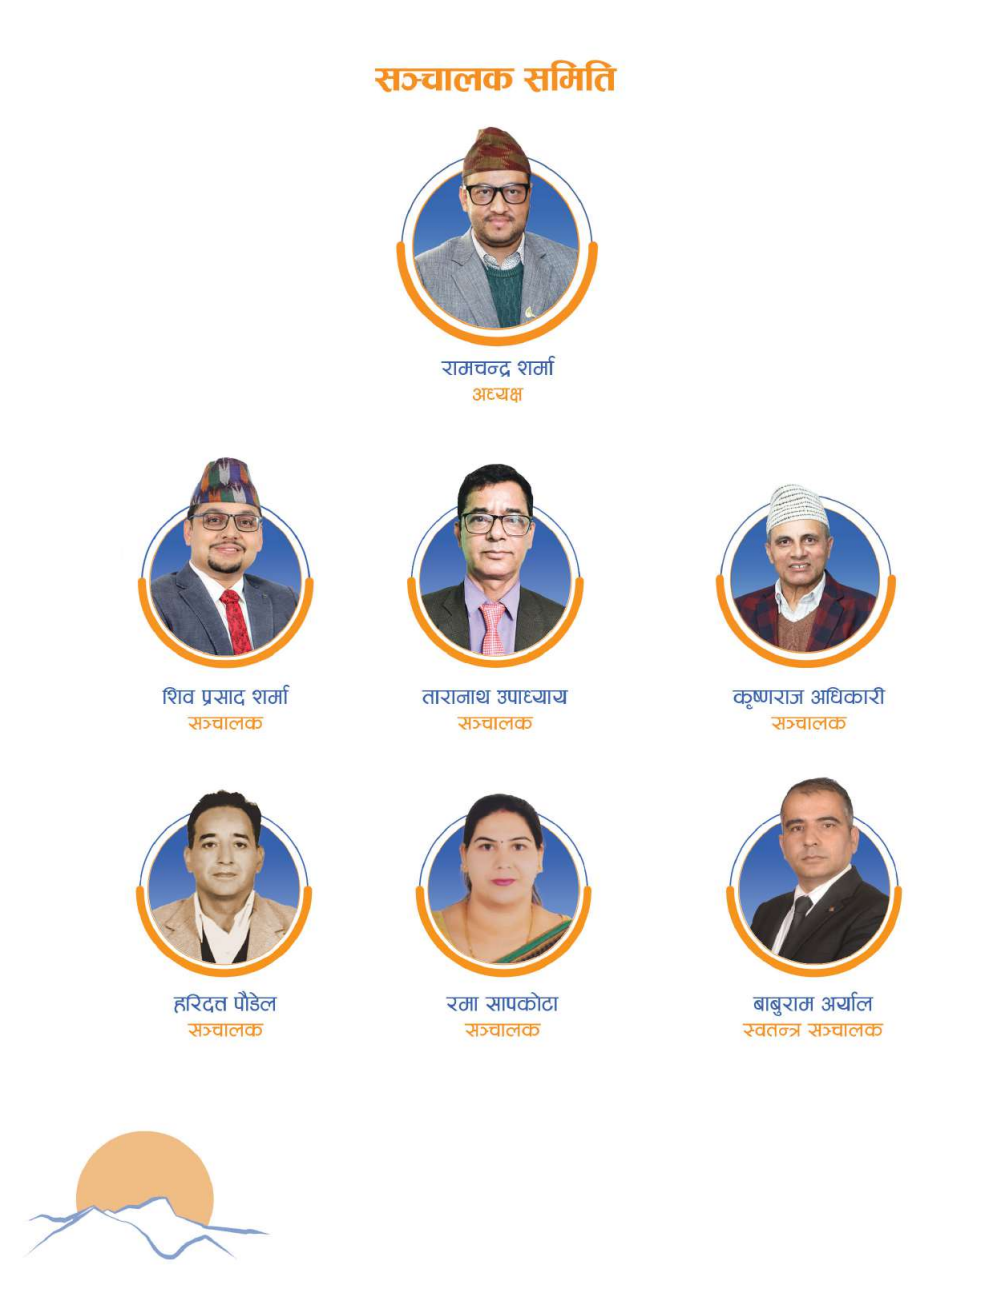 सञ्चालक समिति
रामचन्द्र शर्मा
अध्यक्ष
शिव प्रसाद शर्मा
सञ्चालक
तारानाथ उपाध्याय
सञ्चालक
कृष्णराज अधिकारी
सञ्चालक
हरिदत्त पौडेल
सञ्चालक
रमा सापकोटा
सञ्चालक
बाबुराम अर्याल
स्वतन्त्र सञ्चालक